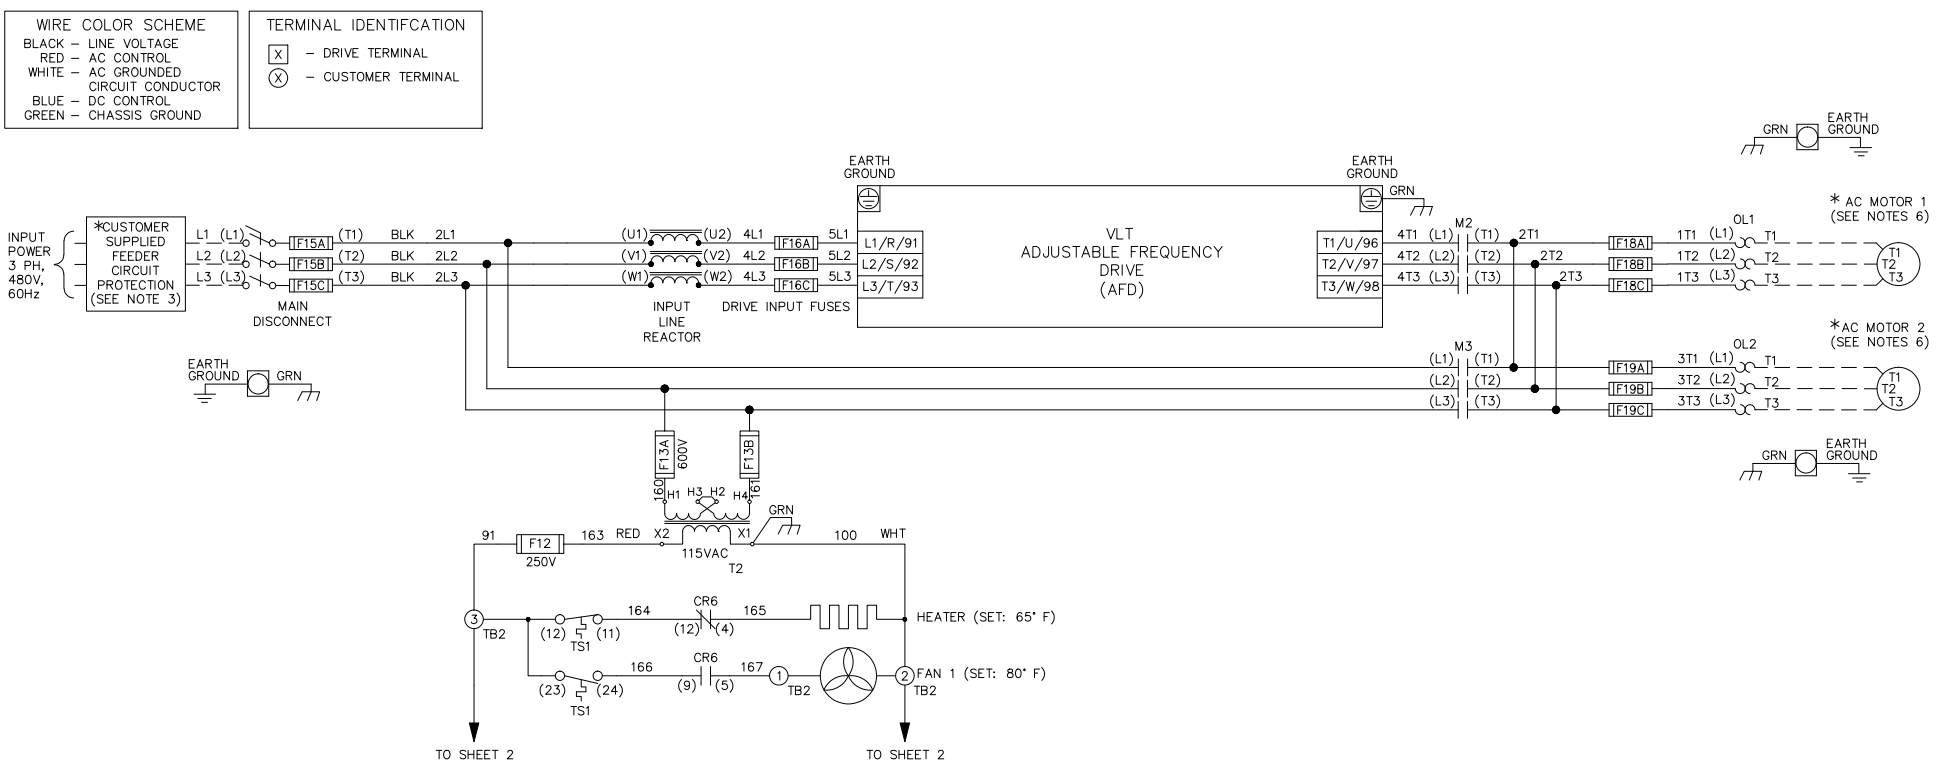 WIRE COLOR SCHEME
BLACK – LINE VOLTAGE
RED – AC CONTROL
WHITE – AC GROUNDED
CIRCUIT CONDUCTOR
BLUE – DC CONTROL
GREEN – CHASSIS GROUND
TERMINAL IDENTIFCATION
X – DRIVE TERMINAL
X – CUSTOMER TERMINAL
GRN
EARTH
GROUND
INPUT
POWER
3 PH,
480V,
60Hz
*CUSTOMER
SUPPLIED
FEEDER
CIRCUIT
PROTECTION
(SEE NOTE 3)
L1 (L1) F15A (T1) BLK 2L1 (U1) (U2) 4L1 F16A 5L1 L1/R/91
L2 (L2) F15B (T2) BLK 2L2 (V1) (V2) 4L2 F16B 5L2 L2/S/92
L3 (L3) F15C (T3) BLK 2L3 (W1) (W2) 4L3 F16C 5L3 L3/T/93
MAIN
DISCONNECT
INPUT
LINE
REACTOR
DRIVE INPUT FUSES
EARTH
GROUND
VLT
ADJUSTABLE FREQUENCY
DRIVE
(AFD)
EARTH
GROUND
GRN
M2
OL1
T1/U/96 4T1 (L1) (T1) 2T1 F18A 1T1 (L1) T1
T2/V/97 4T2 (L2) (T2) 2T2 F18B 1T2 (L2) T2
T3/W/98 4T3 (L3) (T3) 2T3 F18C 1T3 (L3) T3
* AC MOTOR 1
(SEE NOTES 6)
T1
T2
T3
EARTH
GROUND
GRN
M3
OL2
(L1) (T1) F19A 3T1 (L1) T1
(L2) (T2) F19B 3T2 (L2) T2
(L3) (T3) F19C 3T3 (L3) T3
* AC MOTOR 2
(SEE NOTES 6)
T1
T2
T3
GRN
EARTH
GROUND
F13A
600V
F13B
160
161
H1 H3 H2 H4
GRN
91 F12 163 RED X2 X1 100 WHT
250V
115VAC
T2
3
TB2
(12) (11)
TS1
164
CR6
(12) (4)
165
HEATER (SET: 65° F)
(23) (24)
TS1
166
CR6
(9) (5)
167
1
TB2
2
TB2
FAN 1 (SET: 80° F)
TO SHEET 2
TO SHEET 2